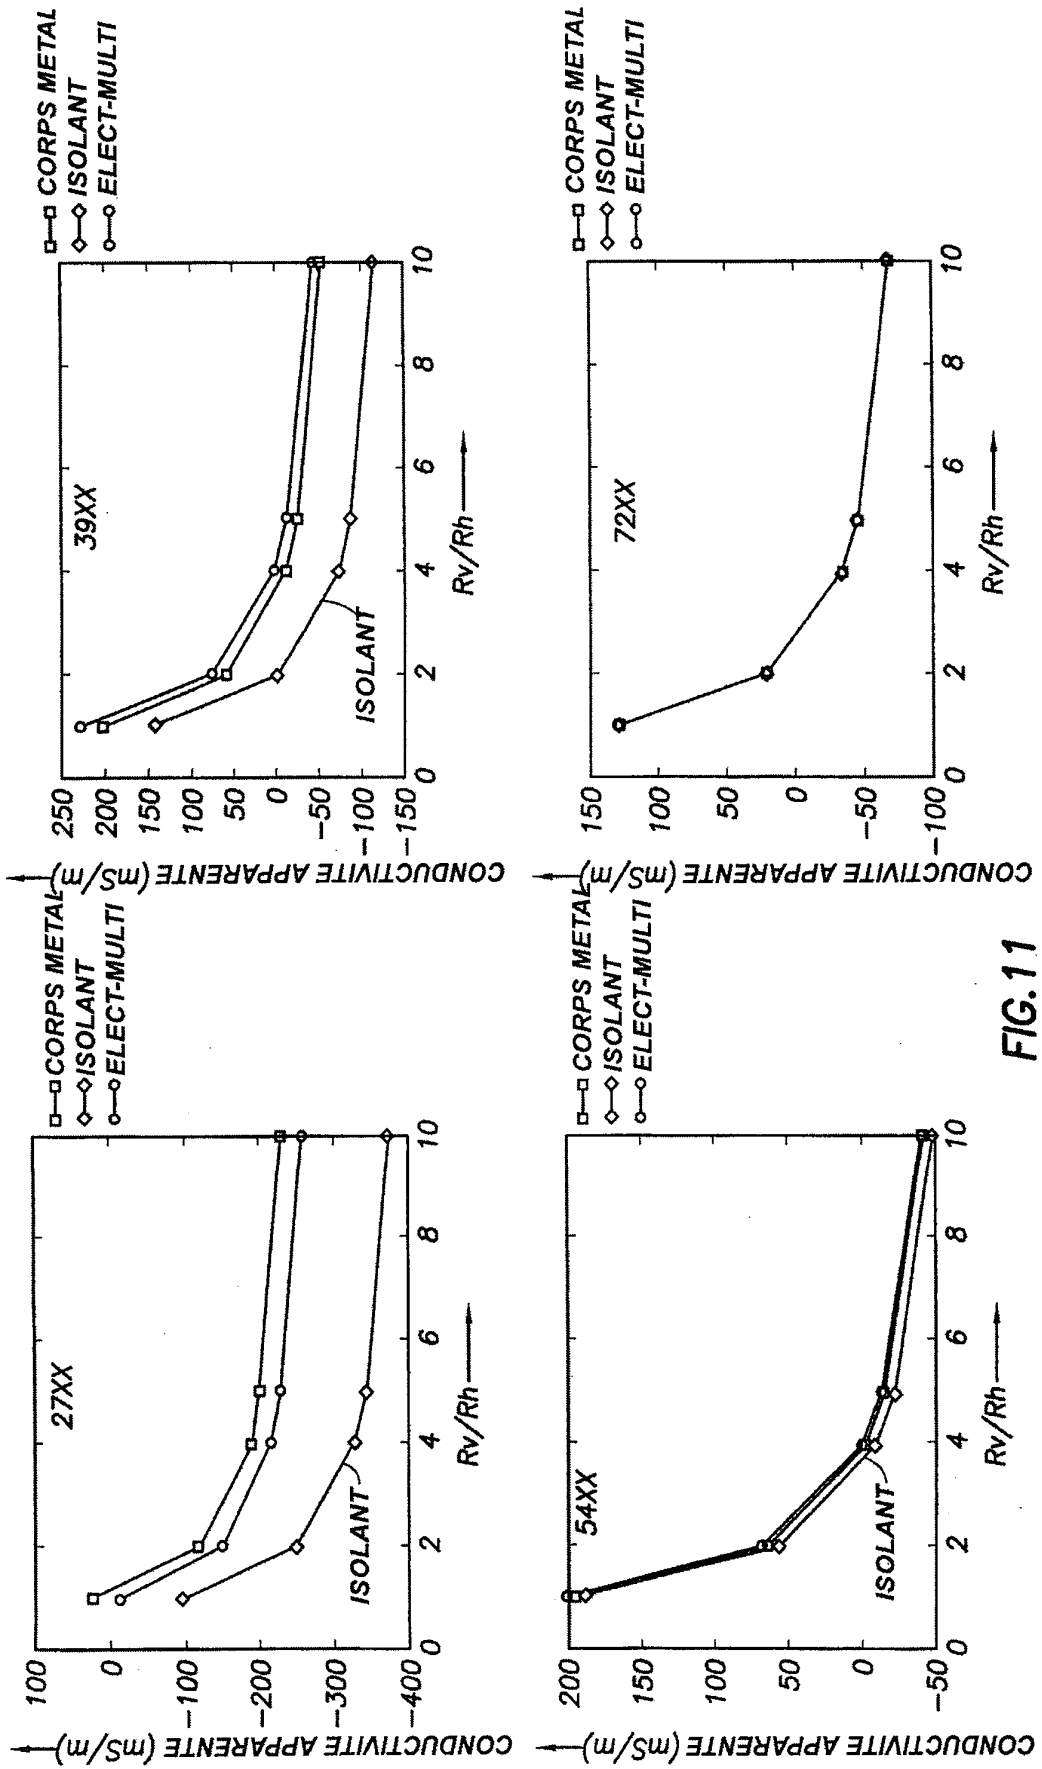 27XX
CORPS METAL
ISOLANT
ELECT-MULTI
100
0
-100
-200
-300
-400
CONDUCTIVITE APPARENTE (mS/m)
ISOLANT
0
2
4
6
8
10
Rv/Rh
39XX
CORPS METAL
ISOLANT
ELECT-MULTI
250
200
150
100
50
0
-50
-100
-150
CONDUCTIVITE APPARENTE (mS/m)
ISOLANT
0
2
4
6
8
10
Rv/Rh
54XX
CORPS METAL
ISOLANT
ELECT-MULTI
200
150
100
50
0
-50
CONDUCTIVITE APPARENTE (mS/m)
ISOLANT
0
2
4
6
8
10
Rv/Rh
72XX
CORPS METAL
ISOLANT
ELECT-MULTI
150
100
50
0
-50
-100
CONDUCTIVITE APPARENTE (mS/m)
0
2
4
6
8
10
Rv/Rh
FIG.11